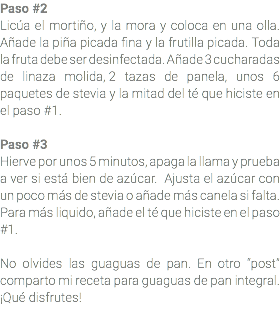 Paso #2
Licúa el mortiño, y la mora y coloca en una olla.
Añade la piña picada fina y la frutilla picada. Toda
la fruta debe ser desinfectada. Añade 3 cucharadas
de linaza molida, 2 tazas de panela, unos 6
paquetes de stevia y la mitad del té que hiciste en
el paso #1.
Paso #3
Hierve por unos 5 minutos, apaga la llama y prueba
a ver si está bien de azúcar. Ajusta el azúcar con
un poco más de stevia o añade más canela si falta.
Para más liquido, añade el té que hiciste en el paso
#1.
No olvides las guaguas de pan. En otro "post"
comparto mi receta para guaguas de pan integral.
¡Qué disfrutes!